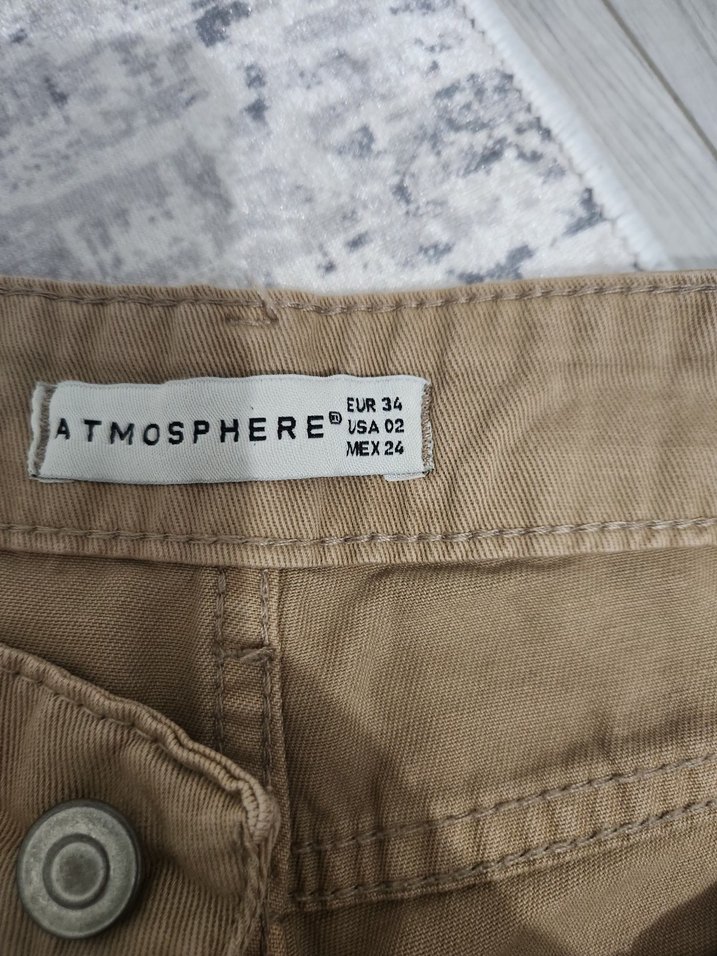 ATMOSPHERE
EUR 34
USA 02
MEX 24